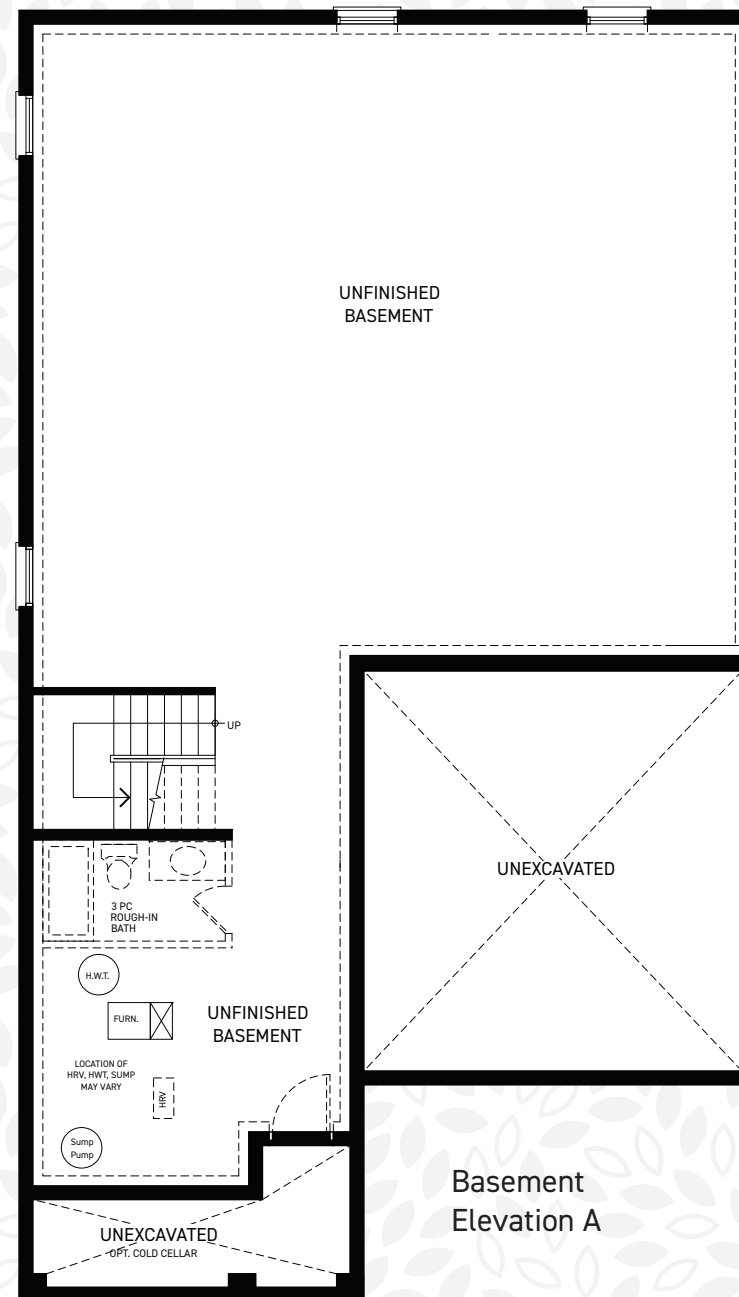 UNFINISHED
BASEMENT
UP
UNEXCAVATED
3 PC
ROUGH-IN
BATH
H.W.T.
FURN.
UNFINISHED
BASEMENT
LOCATION OF
HRV, HWT, SUMP
MAY VARY
HRV
Sump
Pump
UNEXCAVATED
OPT. COLD CELLAR
Basement
Elevation A